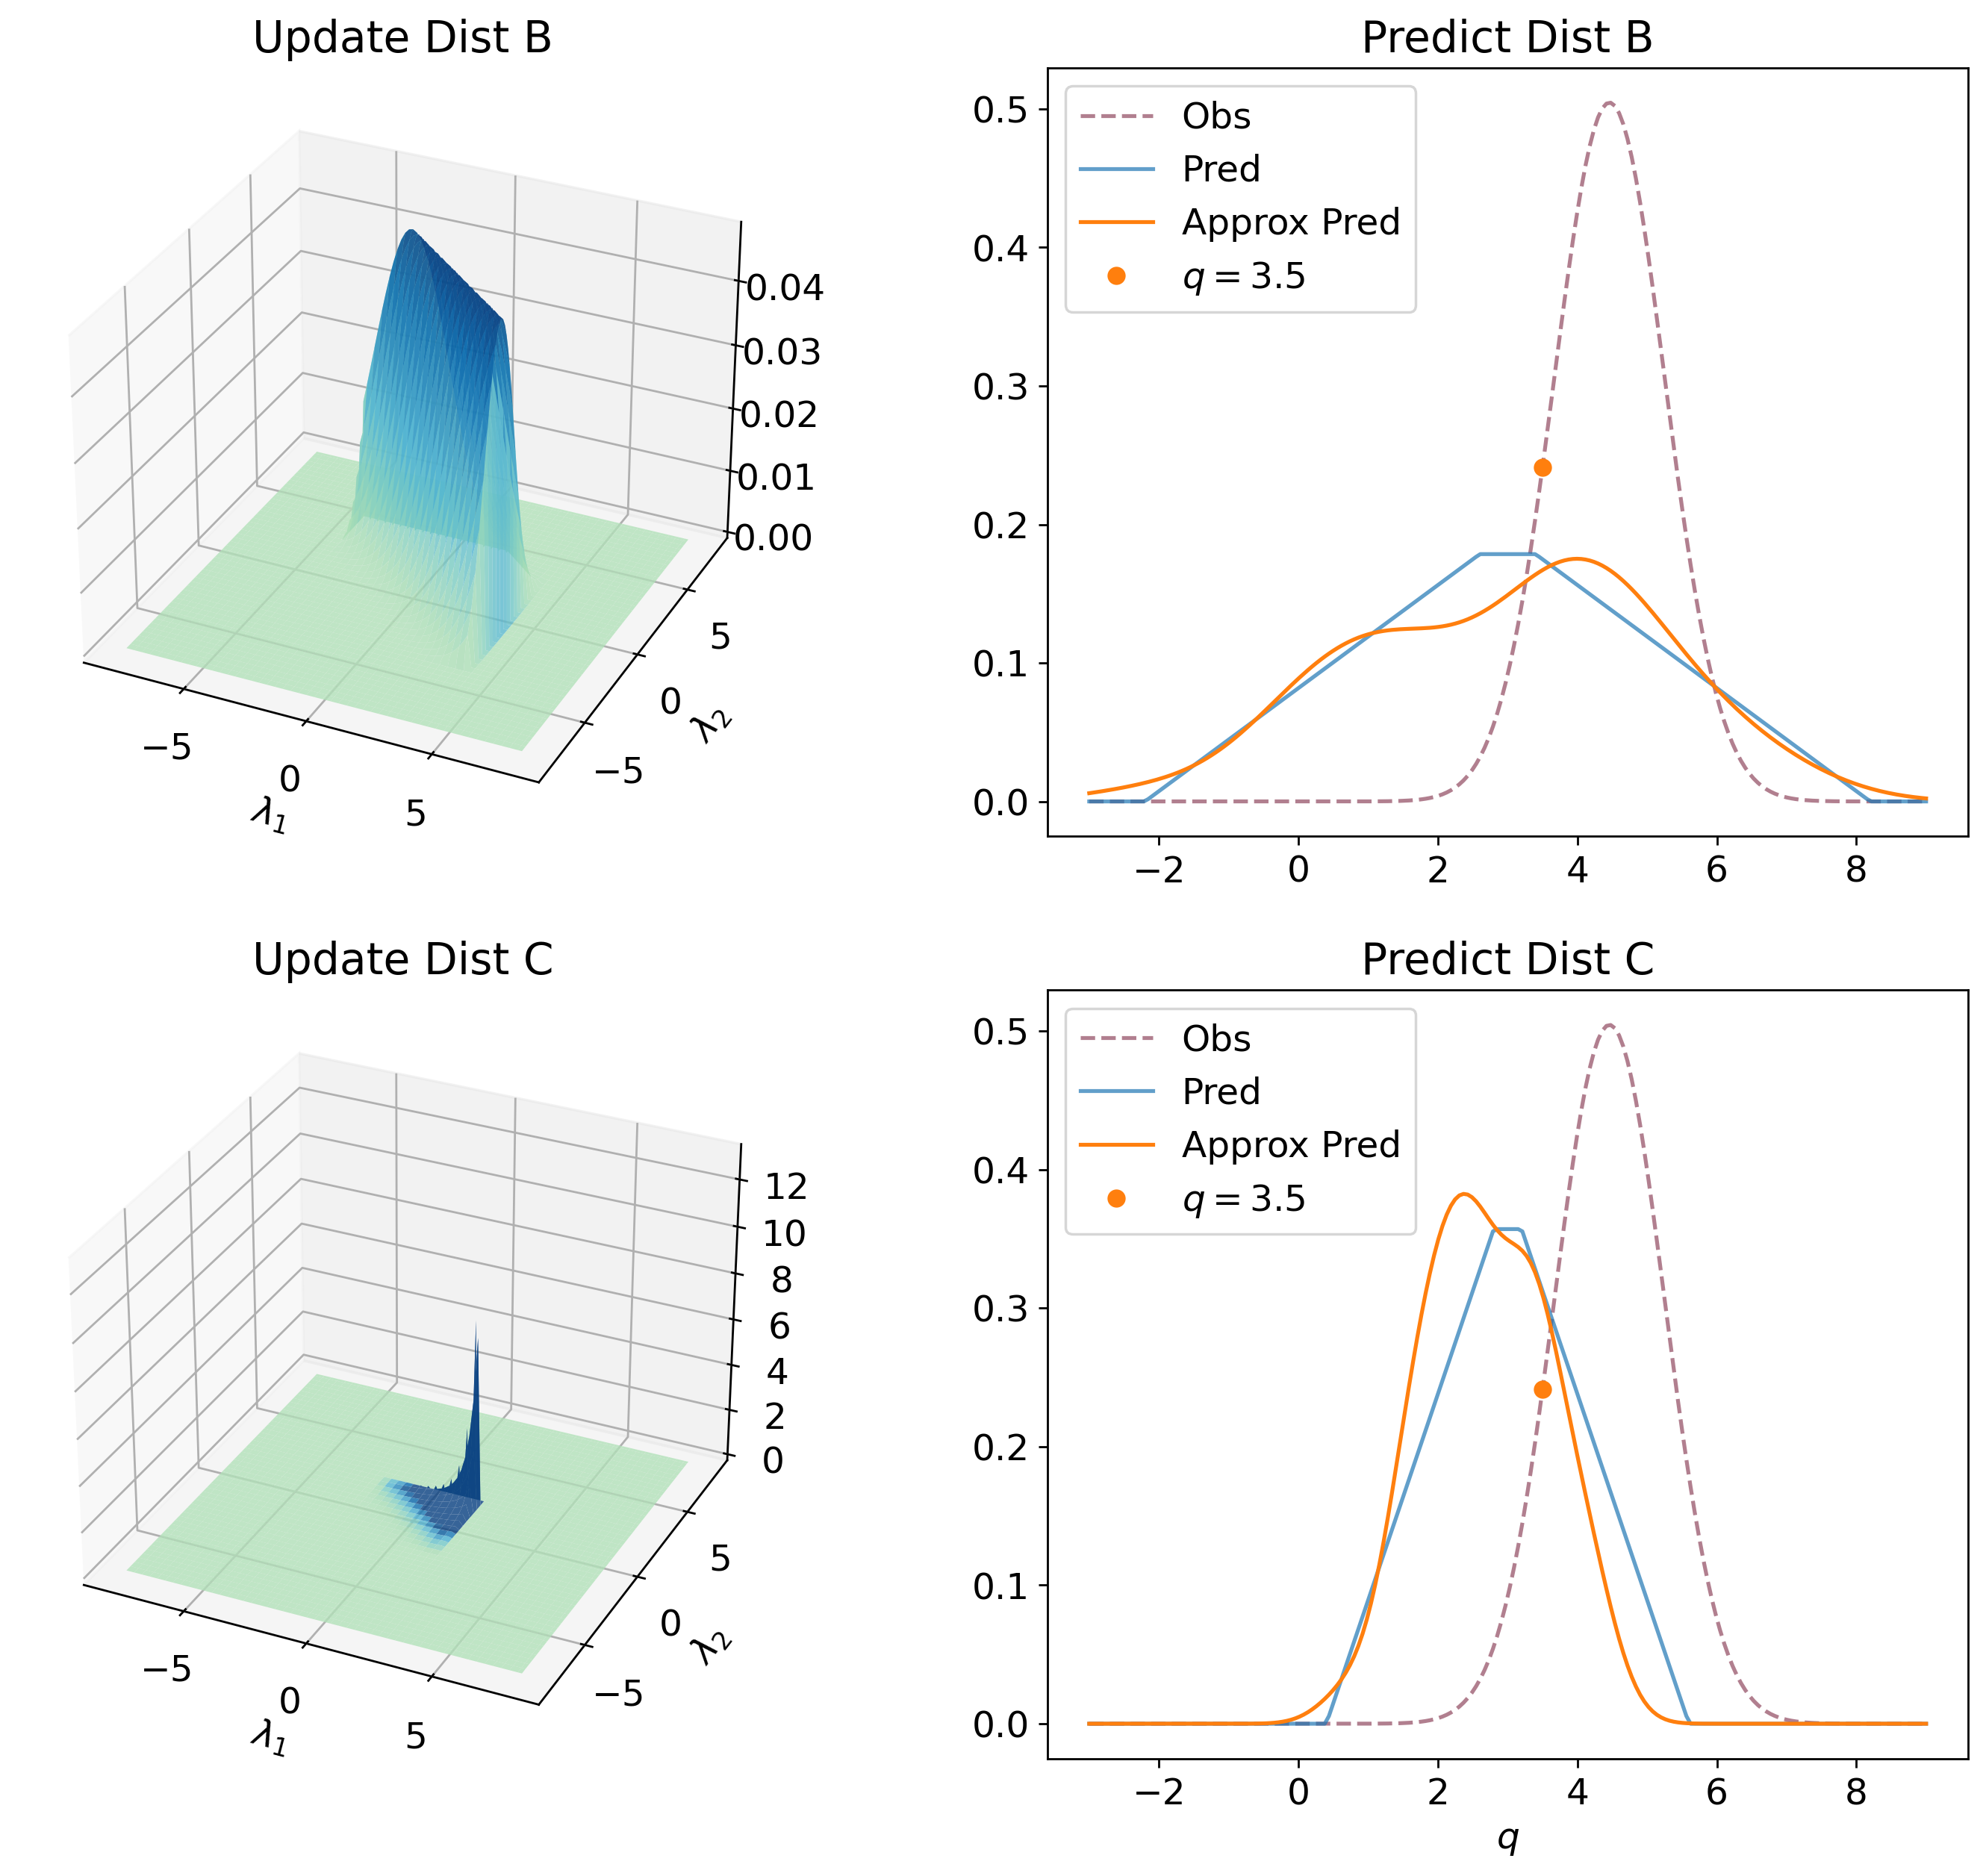 Update Dist B
0.04
0.03
0.02
0.01
0.00
−5
0
5
λ1
−5
0
5
λ2
Predict Dist B
Obs
Pred
Approx Pred
q = 3.5
0.5
0.4
0.3
0.2
0.1
0.0
−2 0 2 4 6 8
Update Dist C
12
10
8
6
4
2
0
−5
0
5
λ1
−5
0
5
λ2
Predict Dist C
Obs
Pred
Approx Pred
q = 3.5
0.5
0.4
0.3
0.2
0.1
0.0
−2 0 2 4 6 8
q